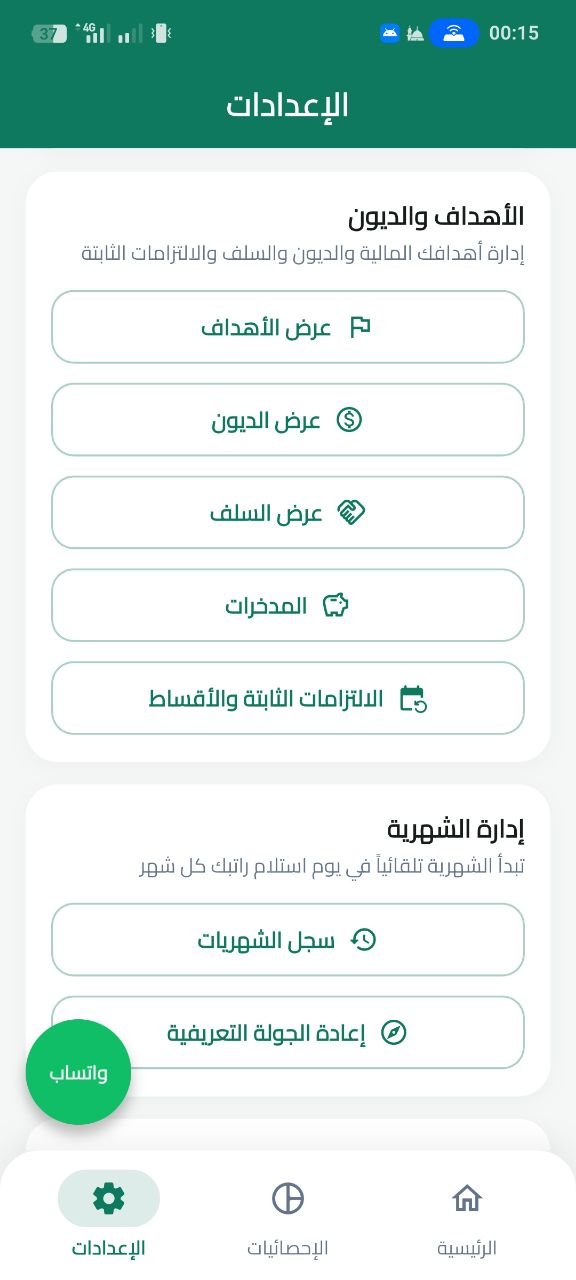 37
4G
00:15
الإعدادات
الأهداف والديون
إدارة أهدافك المالية والديون والسلف والالتزامات الثابتة
عرض الأهداف
عرض الديون
عرض السلف
المدخرات
الالتزامات الثابتة والأقساط
إدارة الشهرية
تبدأ الشهرية تلقائياً في يوم استلام راتبك كل شهر
سجل الشهريات
إعادة الجولة التعريفية
واتساب
الرئيسية
الإحصائيات
الإعدادات